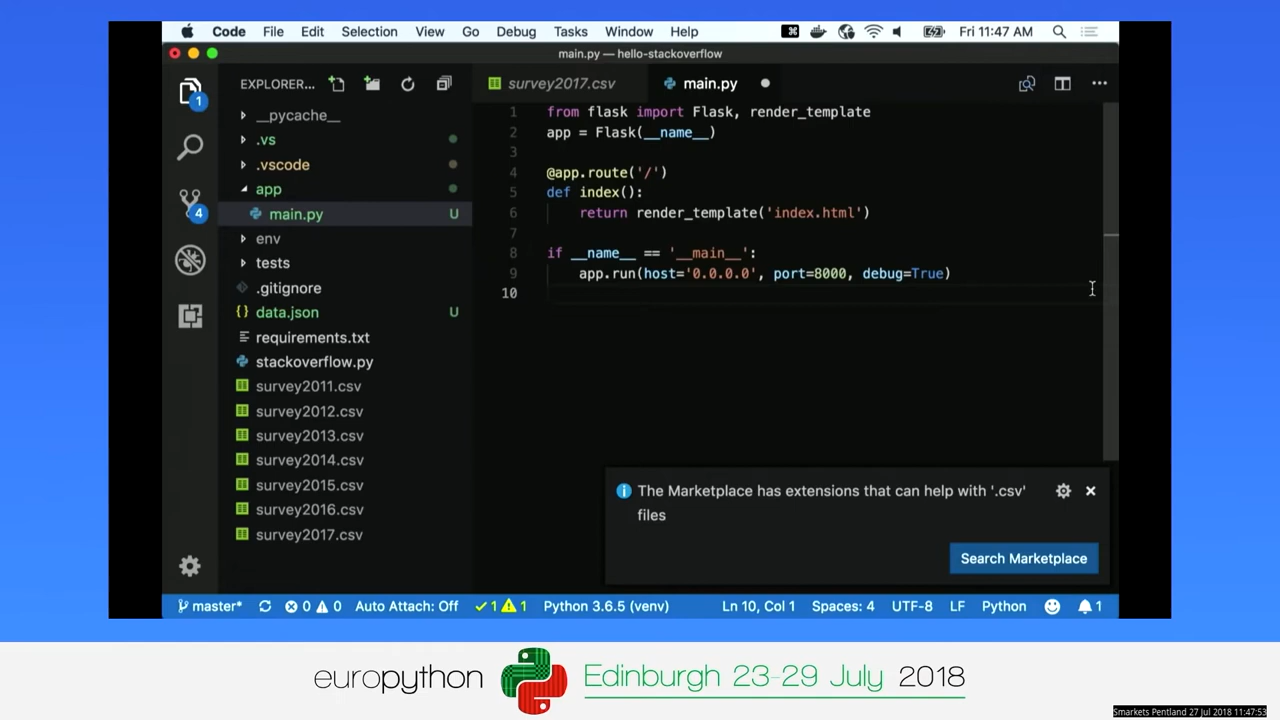 Code File Edit Selection View Go Debug Tasks Window Help Fri 11:47 AM
main.py — hello-stackoverflow
EXPLORER...
survey2017.csv
main.py
1
__pycache__
.vs
.vscode
app
main.py U
env
tests
.gitignore
data.json U
requirements.txt
stackoverflow.py
survey2011.csv
survey2012.csv
survey2013.csv
survey2014.csv
survey2015.csv
survey2016.csv
survey2017.csv
4
1 from flask import Flask, render_template
2 app = Flask(__name__)
3
4 @app.route('/')
5 def index():
6 return render_template('index.html')
7
8 if __name__ == '__main__':
9 app.run(host='0.0.0.0', port=8000, debug=True)
10
The Marketplace has extensions that can help with '.csv'
files
Search Marketplace
master* 0 0 Auto Attach: Off 1 1 Python 3.6.5 (venv) Ln 10, Col 1 Spaces: 4 UTF-8 LF Python 1
europython Edinburgh 23-29 July 2018
Smarkets Pentland 27 Jul 2018 11:47:53